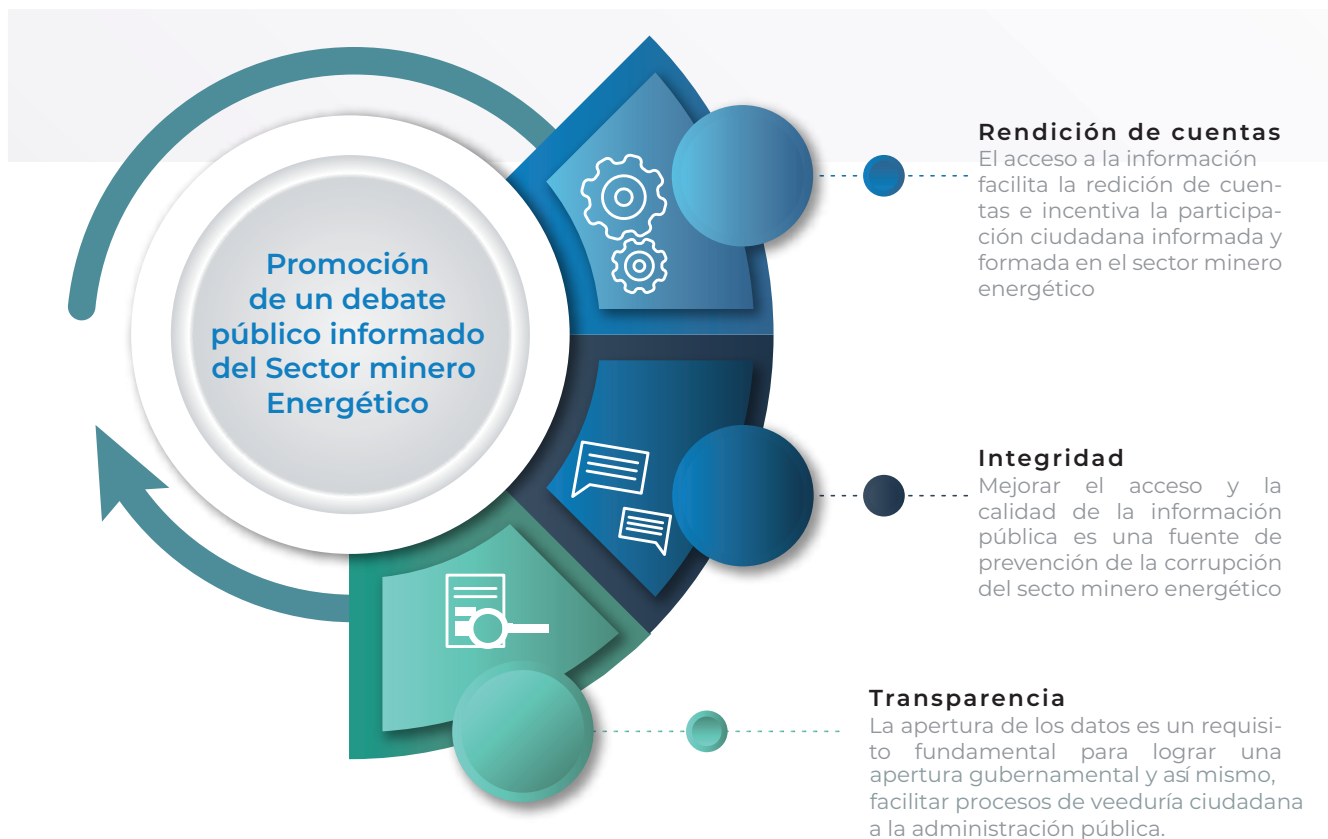 Promoción
de un debate
público informado
del Sector minero
Energético
Rendición de cuentas
El acceso a la información
facilita la redición de cuen-
tas e incentiva la participa-
ción ciudadana informada y
formada en el sector minero
energético
Integridad
Mejorar el acceso y la
calidad de la información
pública es una fuente de
prevención de la corrupción
del secto minero energético
Transparencia
La apertura de los datos es un requisi-
to fundamental para lograr una
apertura gubernamental y así mismo,
facilitar procesos de veeduría ciudadana
a la administración pública.